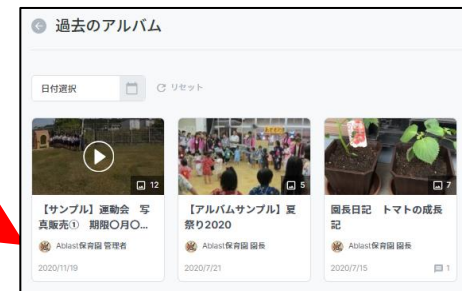 過去のアルバム
日付選択
リセット
12
5
7
【サンプル】運動会　写
真販売①　期限〇月〇...
【アルバムサンプル】夏
祭り2020
園長日記　トマトの成長
記
Ablast保育園 管理者
Ablast保育園 園長
Ablast保育園 園長
2020/11/19
2020/7/21
2020/7/15
1